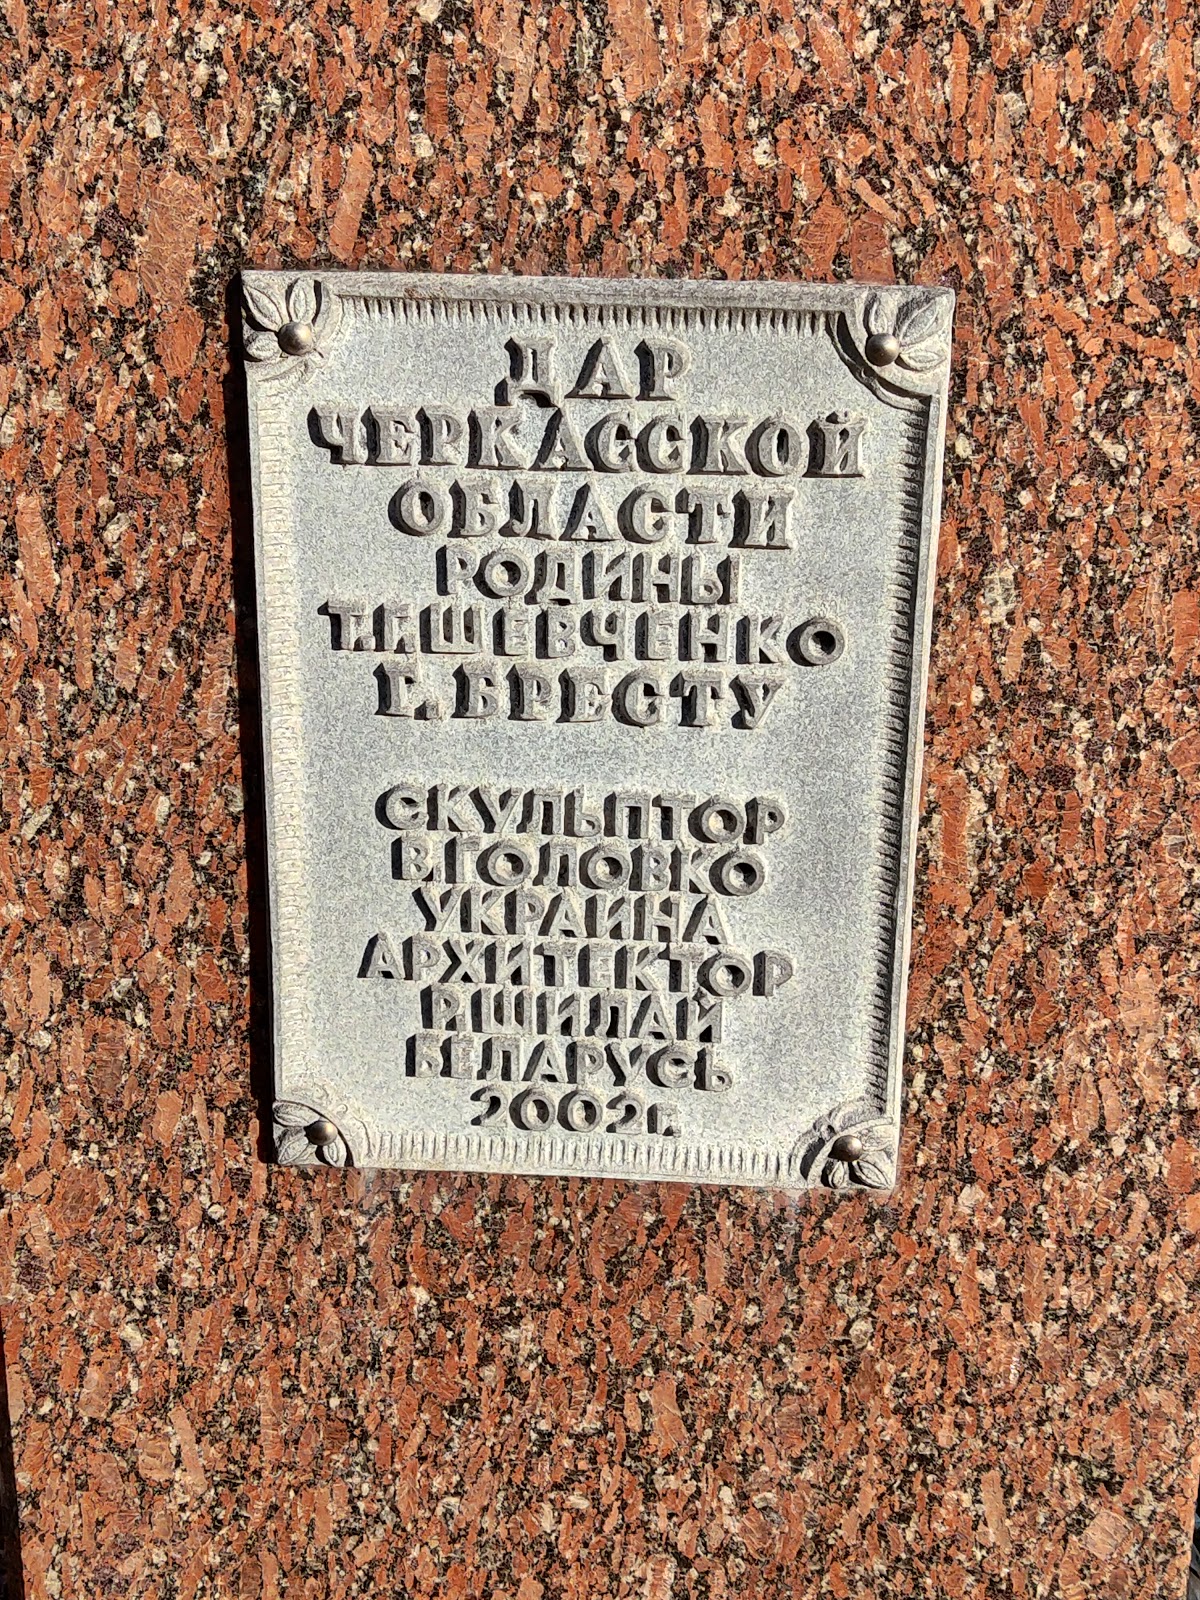 ДАР
ЧЕРКАССКОЙ
ОБЛАСТИ
РОДИНЫ
Т.Г.ШЕВЧЕНКО
Г. БРЕСТУ
СКУЛЬПТОР
В.ГОЛОВКО
УКРАИНА
АРХИТЕКТОР
Р.ШИЛАЙ
БЕЛАРУСЬ
2002г.